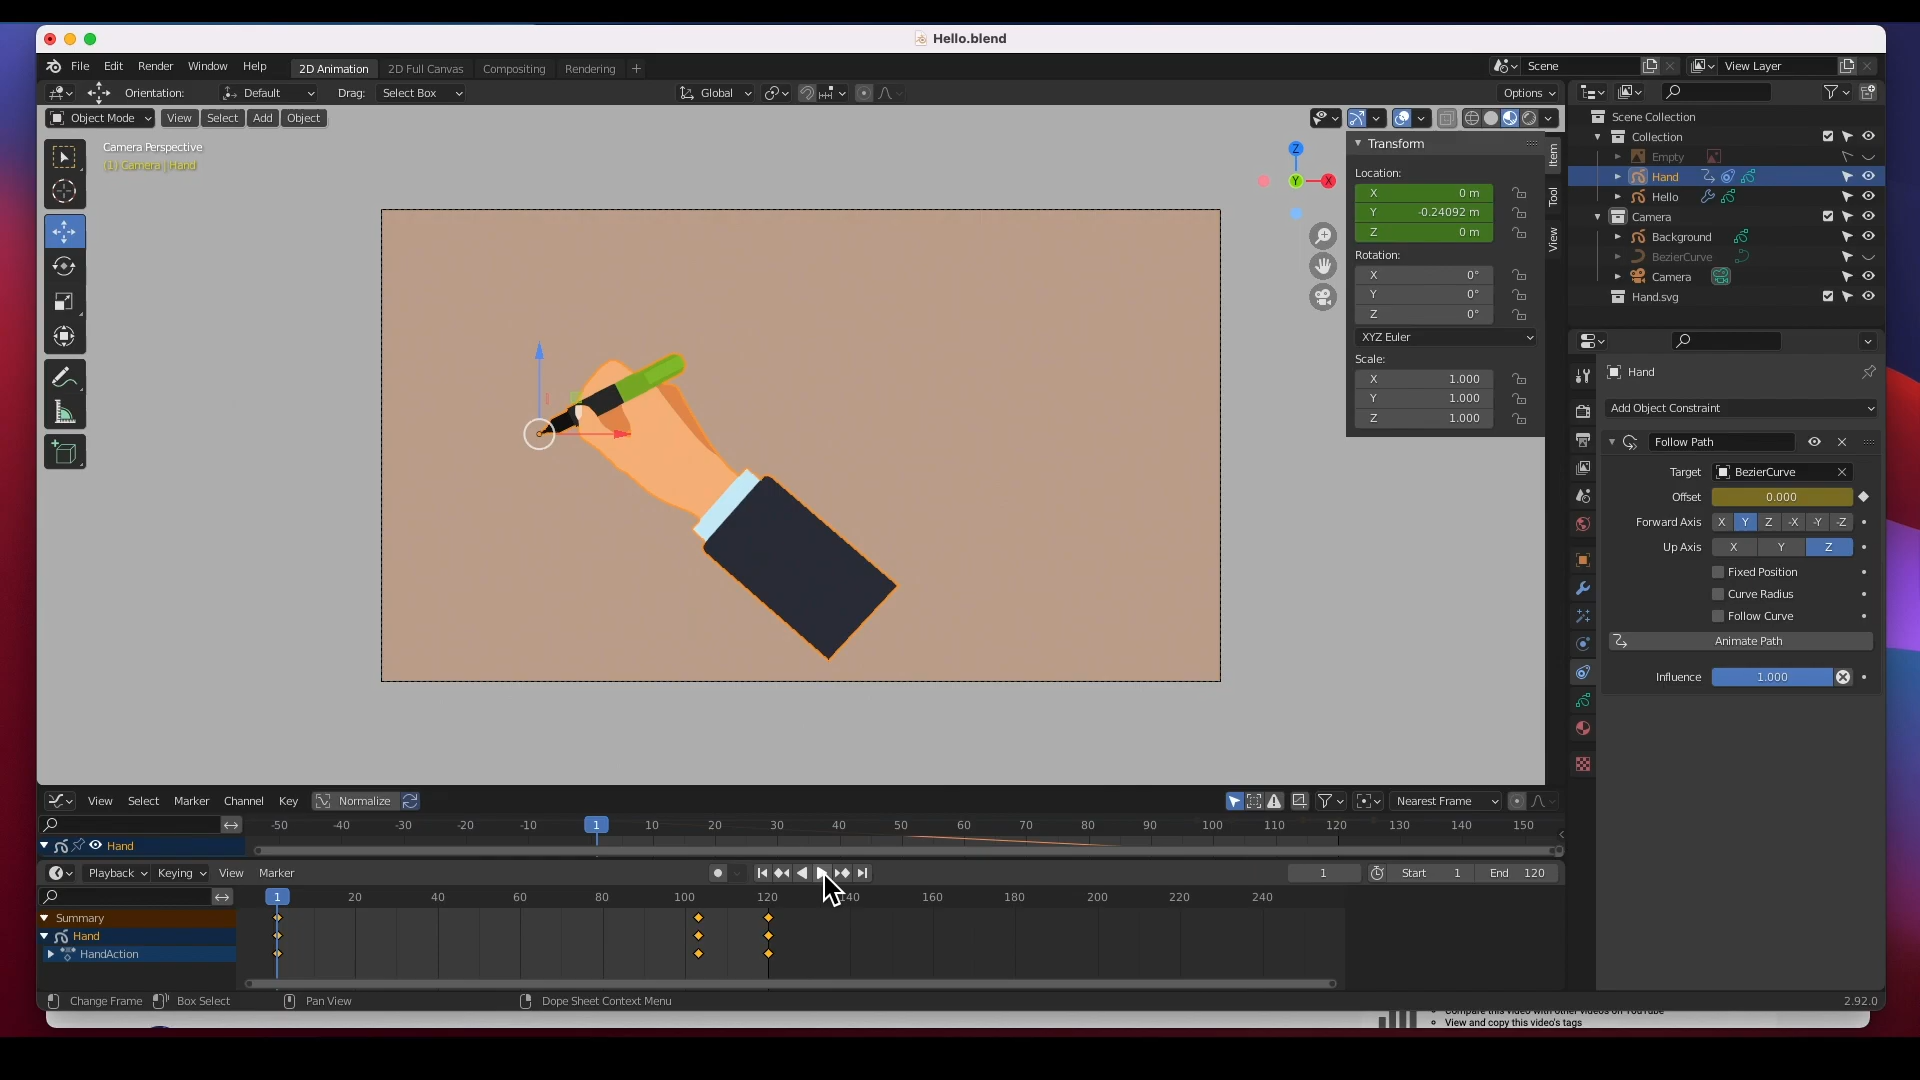 Hello.blend
File Edit Render Window Help 2D Animation 2D Full Canvas Compositing Rendering + Scene View Layer
Orientation: Default Drag: Select Box Global Options
Object Mode View Select Add Object
Camera Perspective
(1) Camera | Hand
Z
Y
X
Transform
Location:
X 0 m
Y -0.24092 m
Z 0 m
Rotation:
X 0°
Y 0°
Z 0°
XYZ Euler
Scale:
X 1.000
Y 1.000
Z 1.000
Item
Tool
View
Scene Collection
Collection
Empty
Hand
Hello
Camera
Background
BezierCurve
Camera
Hand.svg
Hand
Add Object Constraint
Follow Path
Target BezierCurve
Offset 0.000
Forward Axis X Y Z -X -Y -Z
Up Axis X Y Z
Fixed Position
Curve Radius
Follow Curve
Animate Path
Influence 1.000
View Select Marker Channel Key Normalize Nearest Frame
-50 -40 -30 -20 -10 1 10 20 30 40 50 60 70 80 90 100 110 120 130 140 150
Hand
Playback Keying View Marker 1 Start 1 End 120
1 20 40 60 80 100 120 140 160 180 200 220 240
Summary
Hand
HandAction
Change Frame Box Select Pan View Dope Sheet Context Menu 2.92.0
Compare this video with other videos on YouTube
View and copy this video's tags